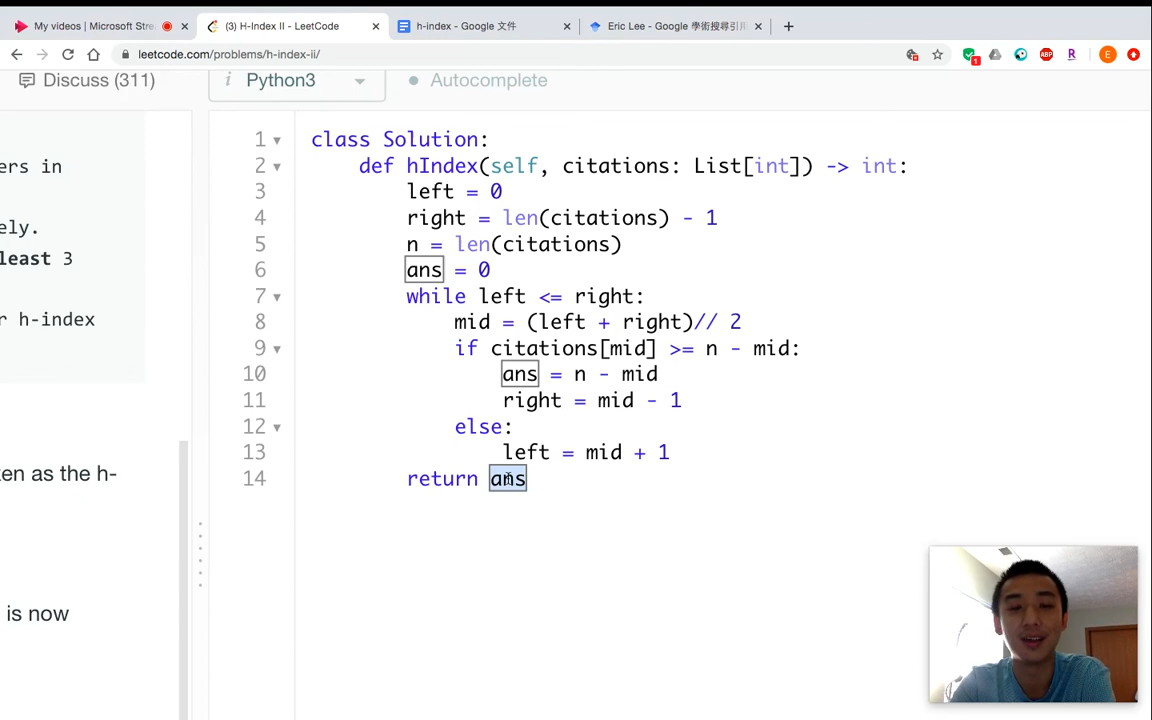 My videos | Microsoft Stre
(3) H-Index II - LeetCode
h-index - Google 文件
Eric Lee - Google 學術搜尋引用
leetcode.com/problems/h-index-ii/
ABP
R
E
1
Discuss (311)
i Python3
Autocomplete
ers in
ely.
least 3
r h-index
en as the h-
is now
1 class Solution:
2 def hIndex(self, citations: List[int]) -> int:
3 left = 0
4 right = len(citations) - 1
5 n = len(citations)
6 ans = 0
7 while left <= right:
8 mid = (left + right)// 2
9 if citations[mid] >= n - mid:
10 ans = n - mid
11 right = mid - 1
12 else:
13 left = mid + 1
14 return ans